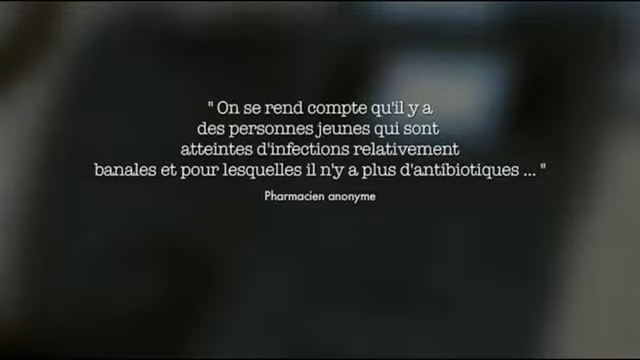 " On se rend compte qu'il y a
des personnes jeunes qui sont
atteintes d'infections relativement
banales et pour lesquelles il n'y a plus d'antibiotiques ... "
Pharmacien anonyme